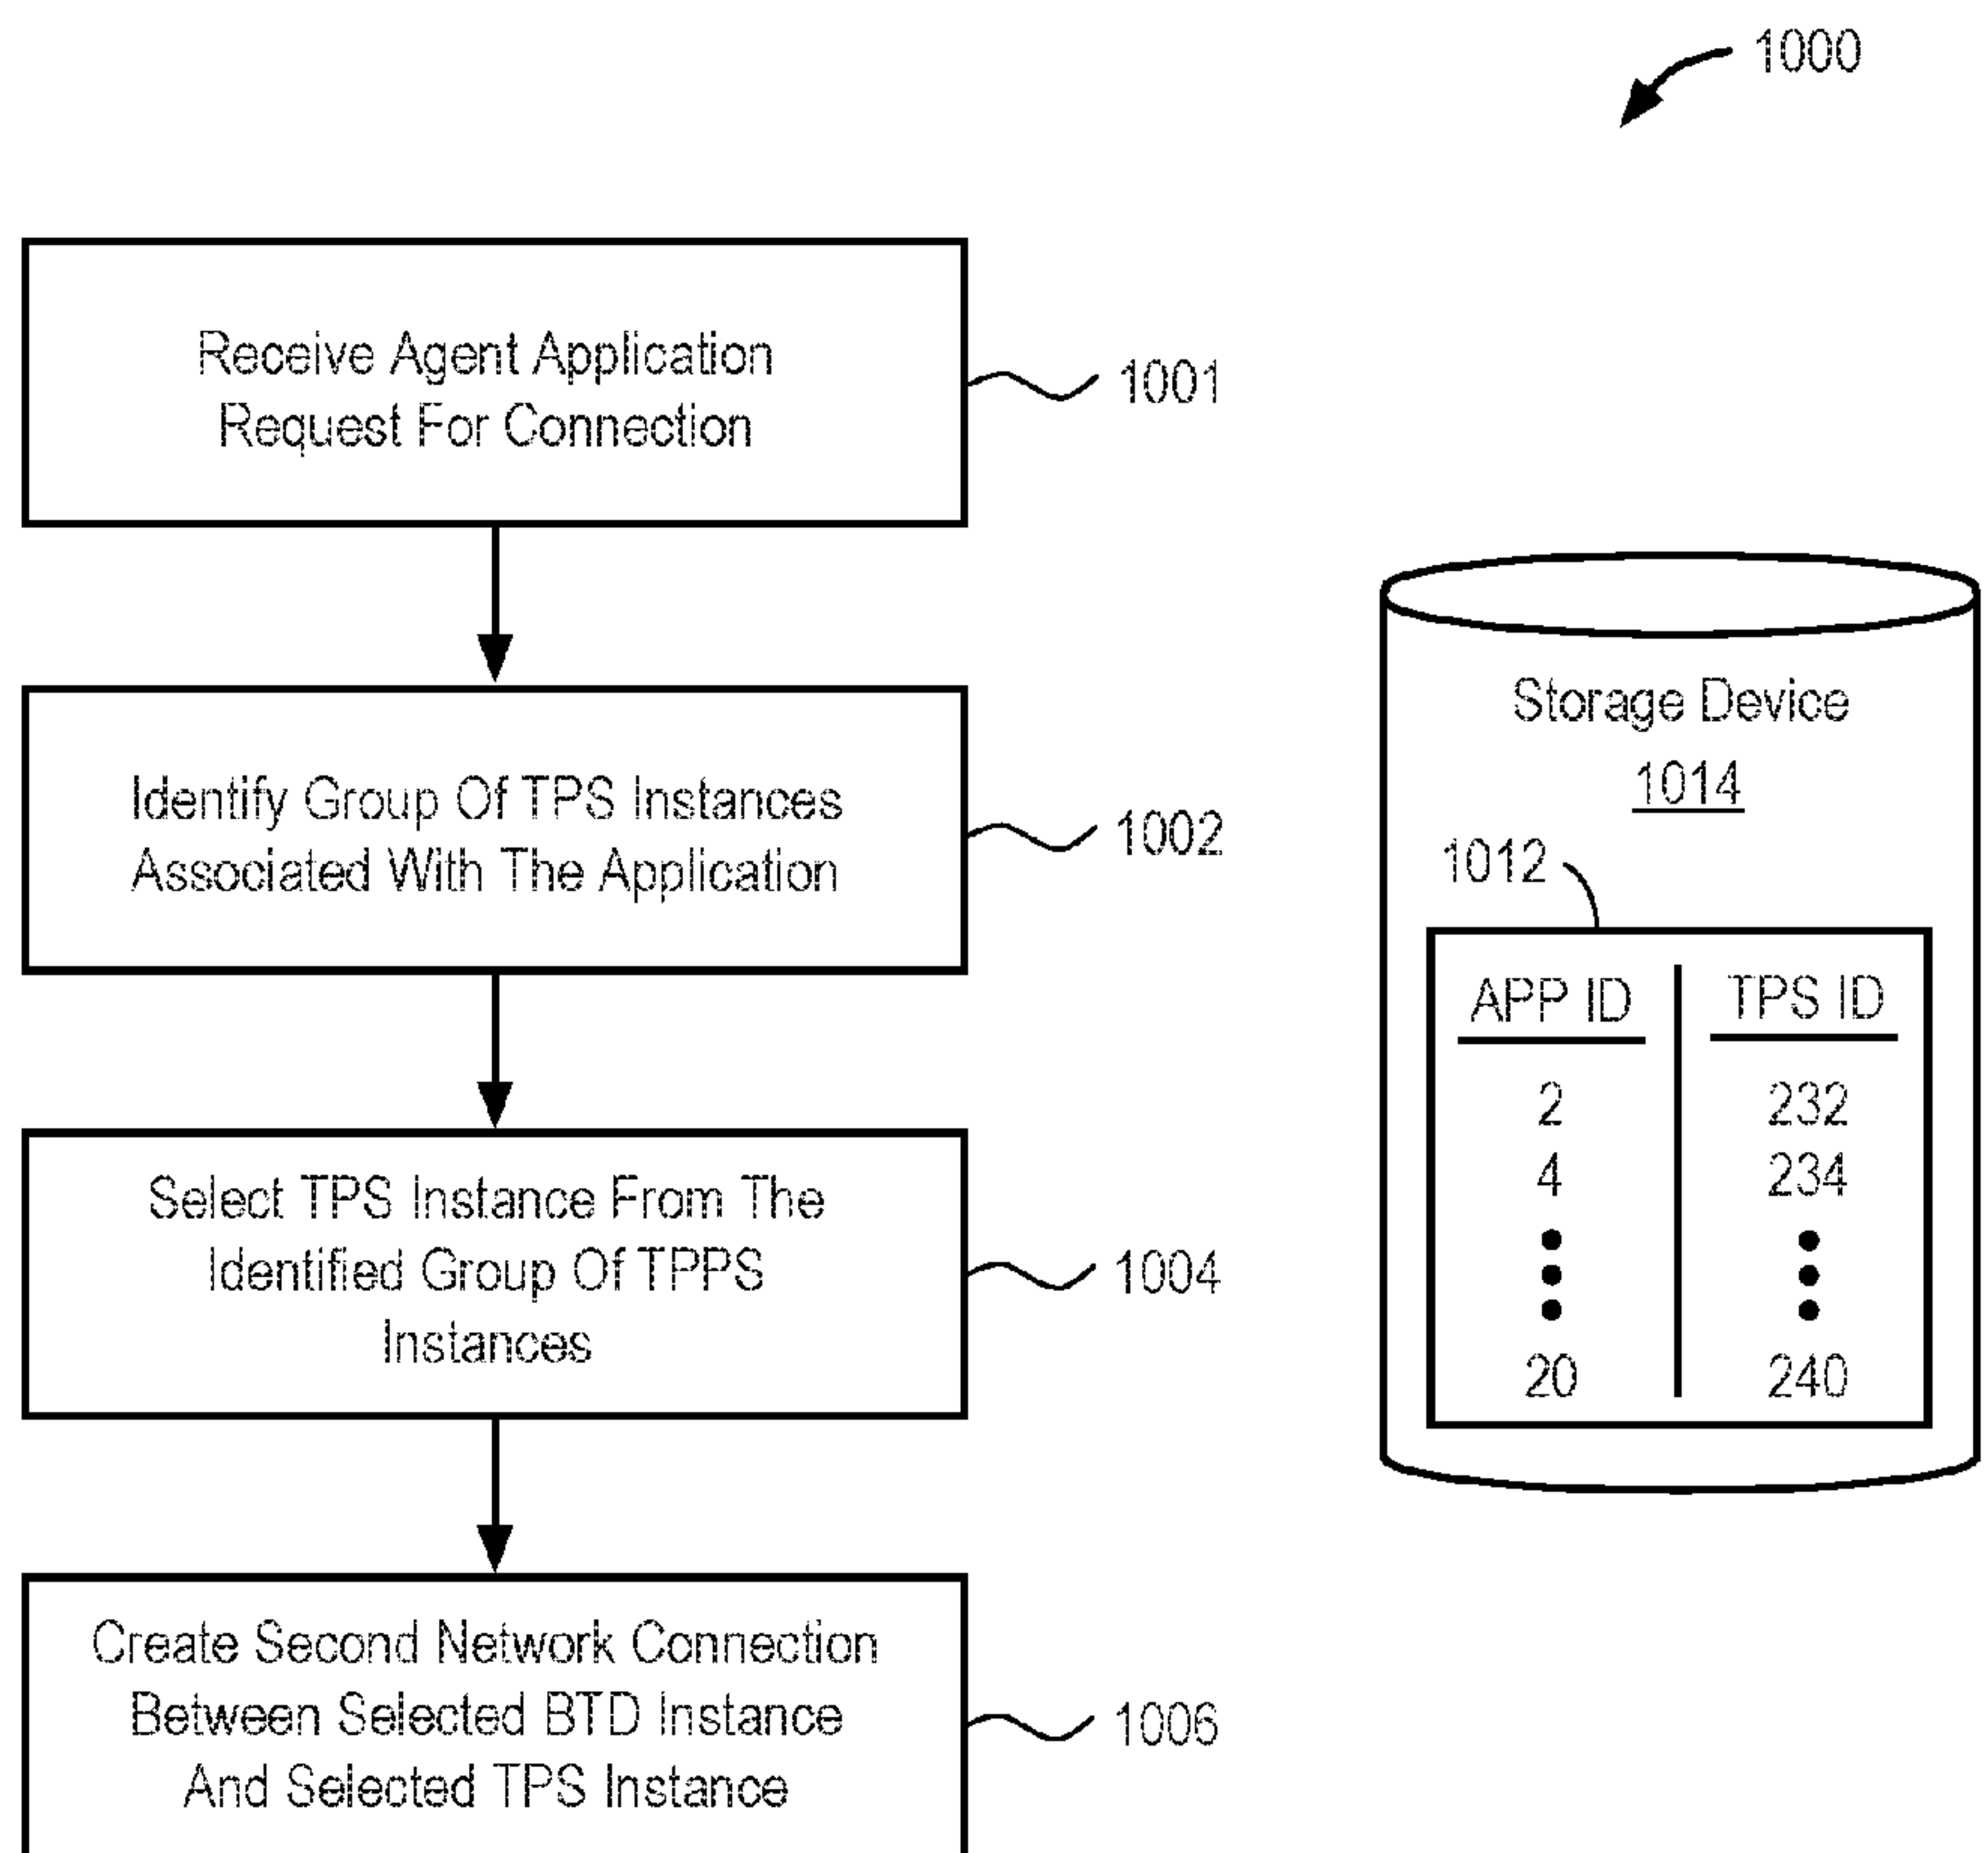 1000
Receive Agent Application
Request For Connection
1001
Identify Group Of TPS Instances
Associated With The Application
1002
Select TPS Instance From The
Identified Group Of TPPS
Instances
1004
Create Second Network Connection
Between Selected BTD Instance
And Selected TPS Instance
1006
Storage Device
1014
1012
APP ID TPS ID
2 232
4 234
20 240